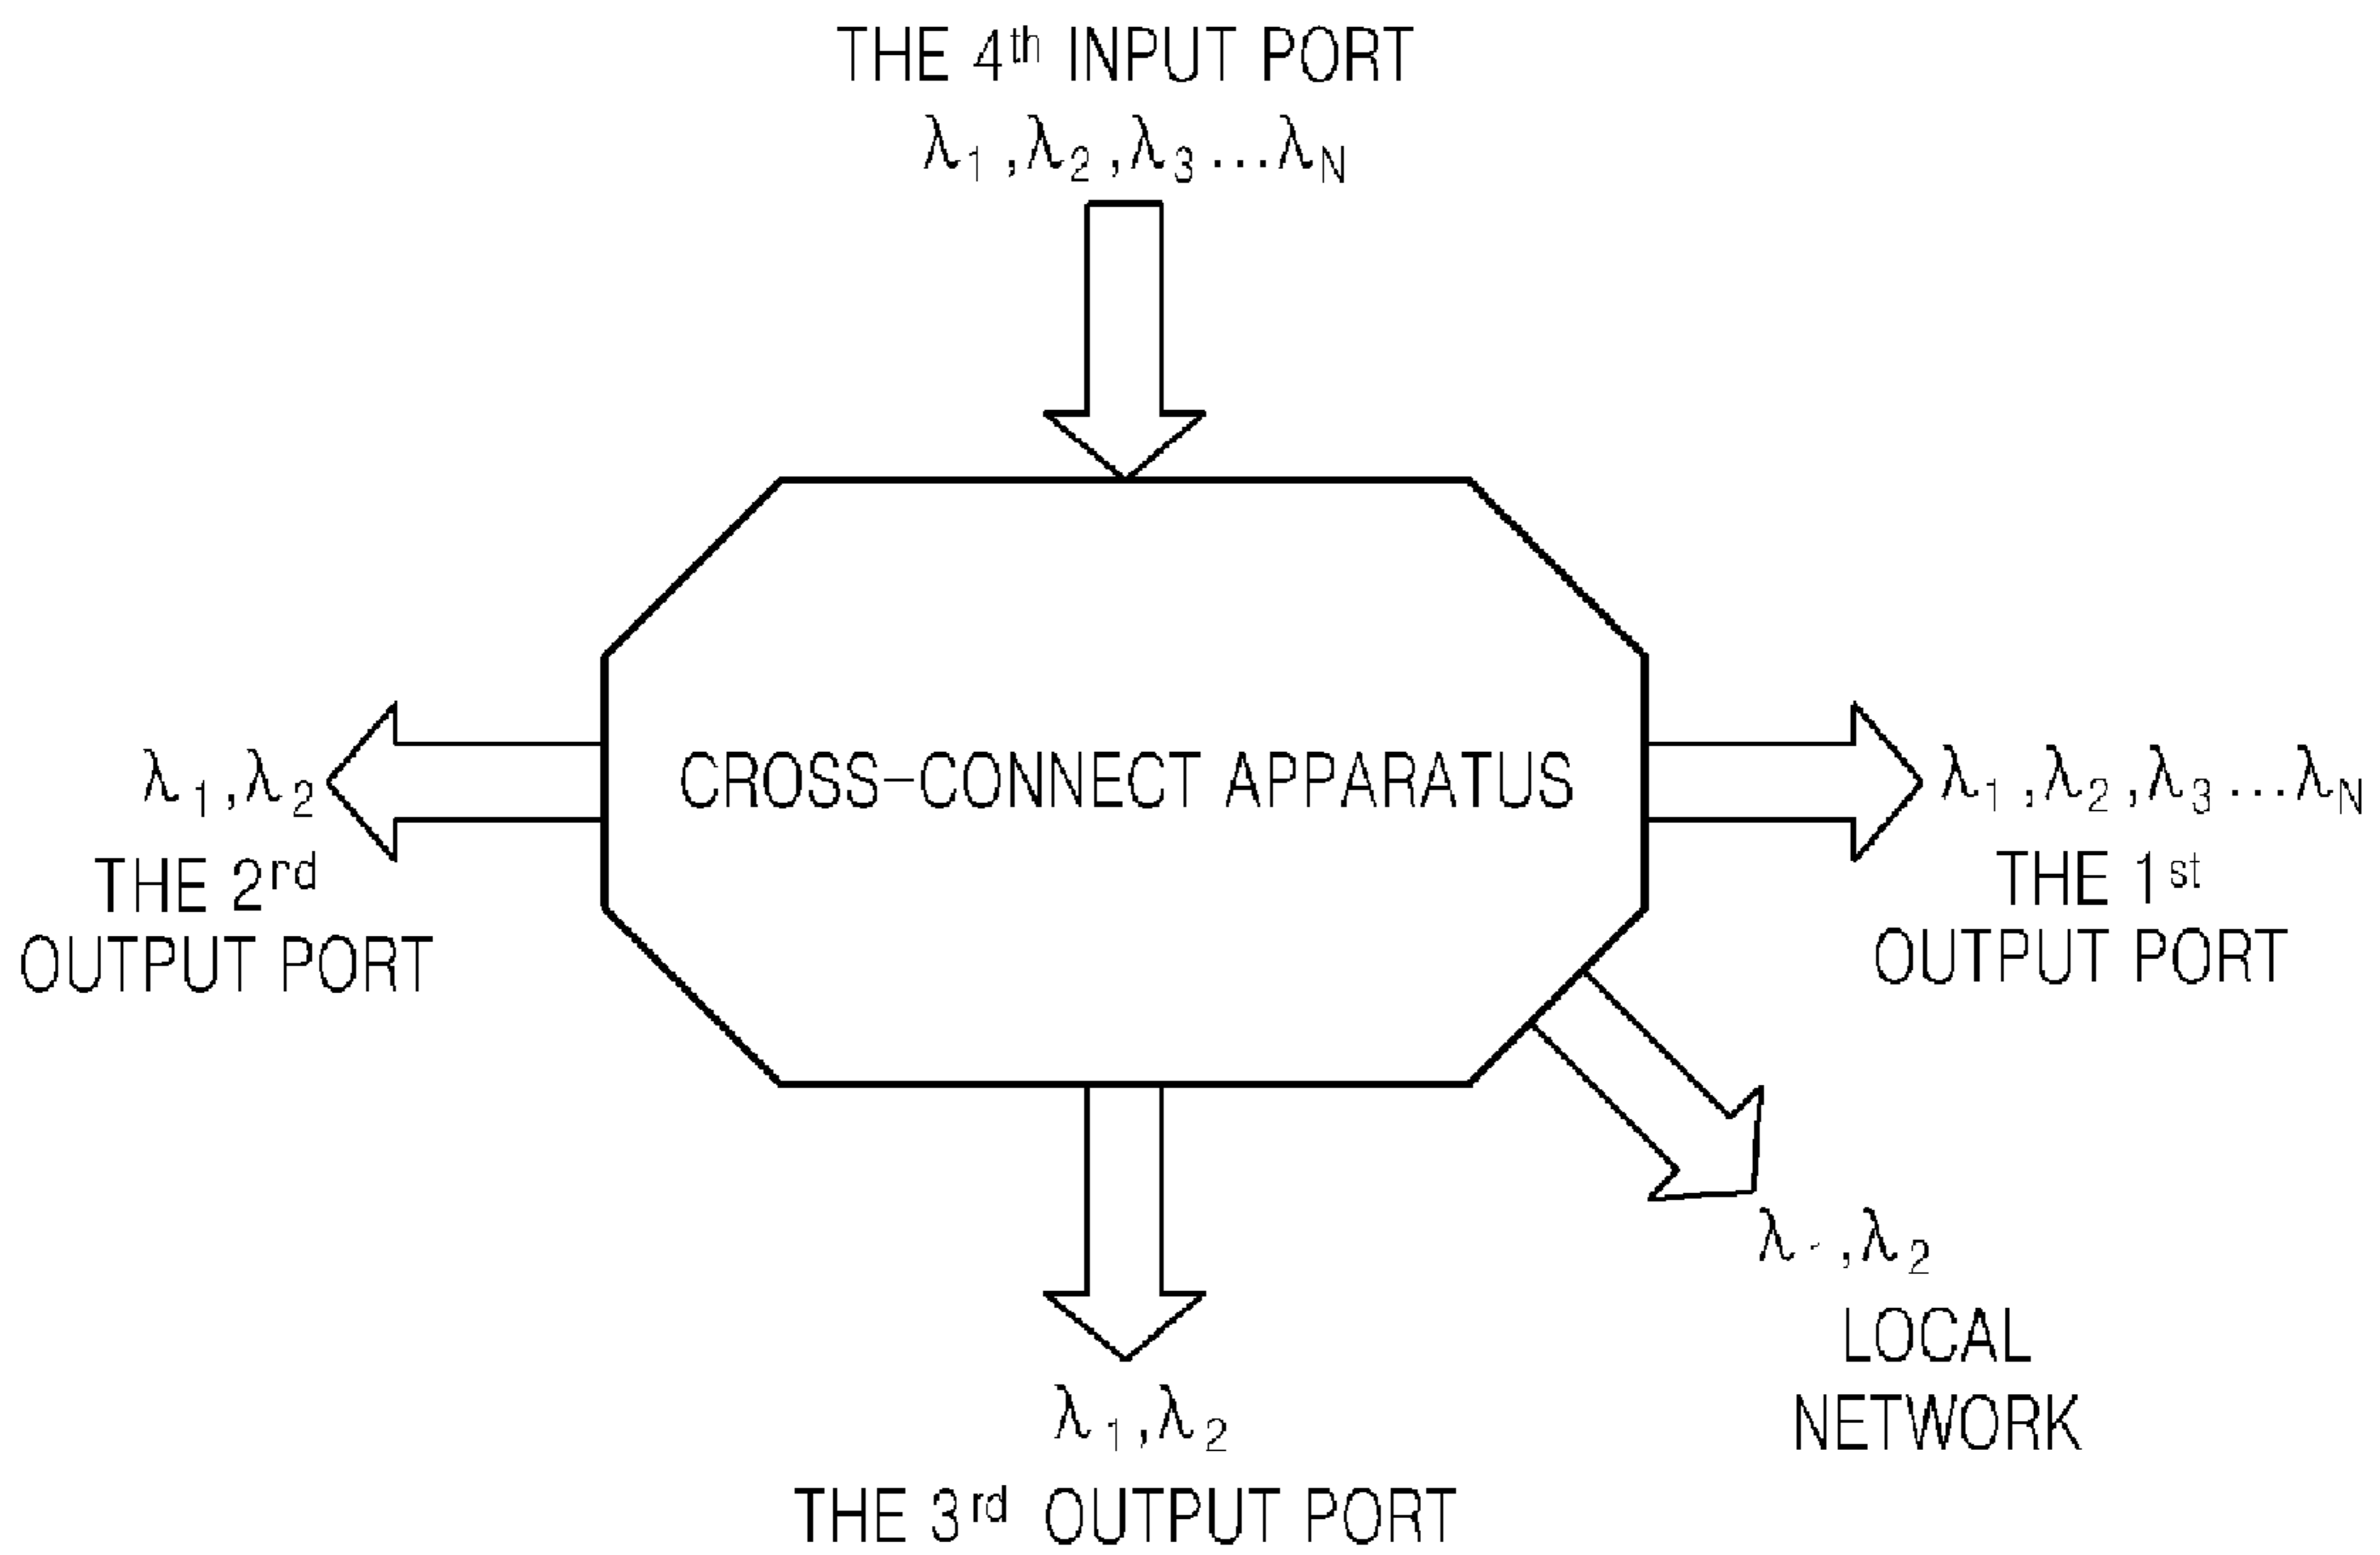 THE 4th INPUT PORT
λ1,λ2,λ3...λN
CROSS-CONNECT APPARATUS
λ1,λ2
THE 2rd
OUTPUT PORT
λ1,λ2,λ3...λN
THE 1st
OUTPUT PORT
λ ,λ2
LOCAL
NETWORK
λ1,λ2
THE 3rd OUTPUT PORT